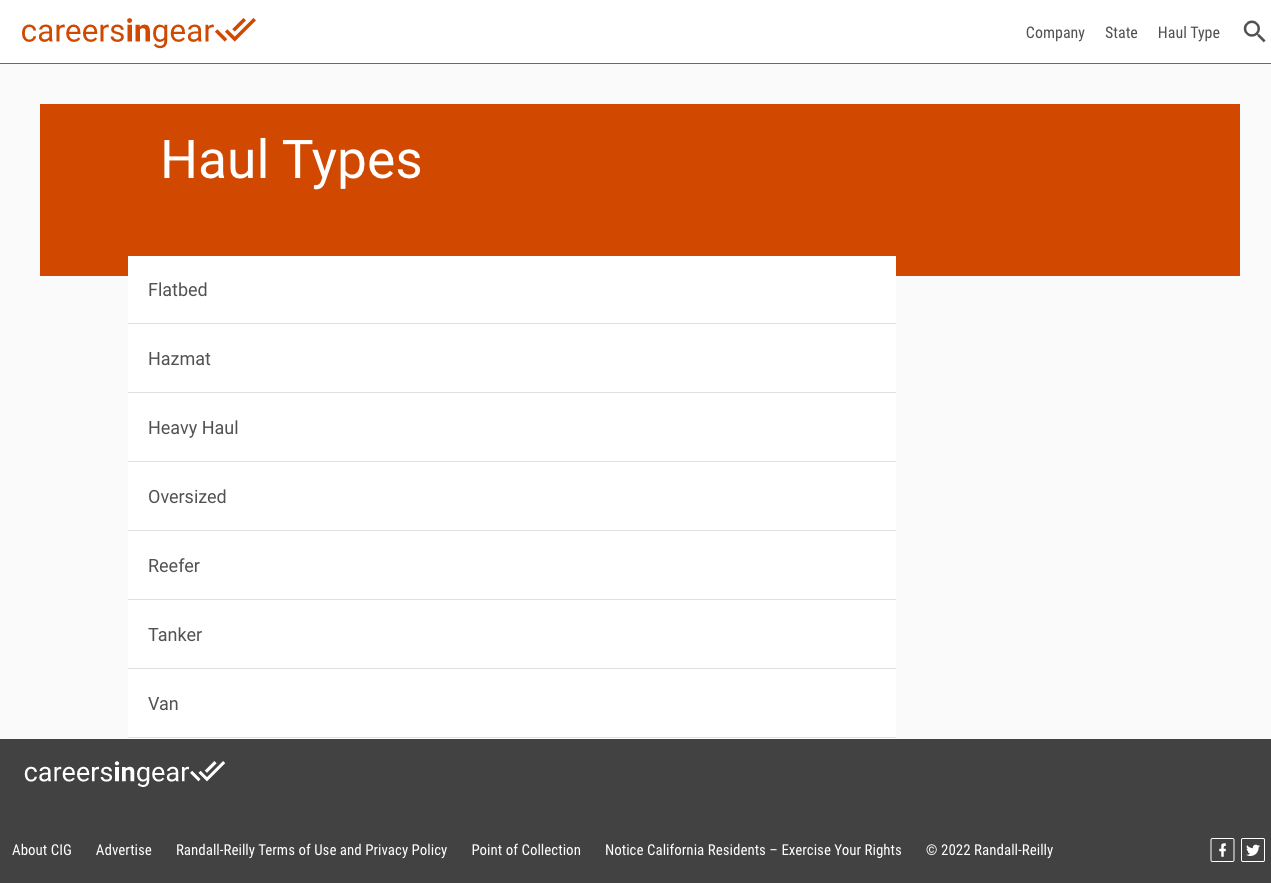 careersingear
Company State Haul Type
Haul Types
Flatbed
Hazmat
Heavy Haul
Oversized
Reefer
Tanker
Van
careersingear
About CIG Advertise Randall-Reilly Terms of Use and Privacy Policy Point of Collection Notice California Residents – Exercise Your Rights © 2022 Randall-Reilly